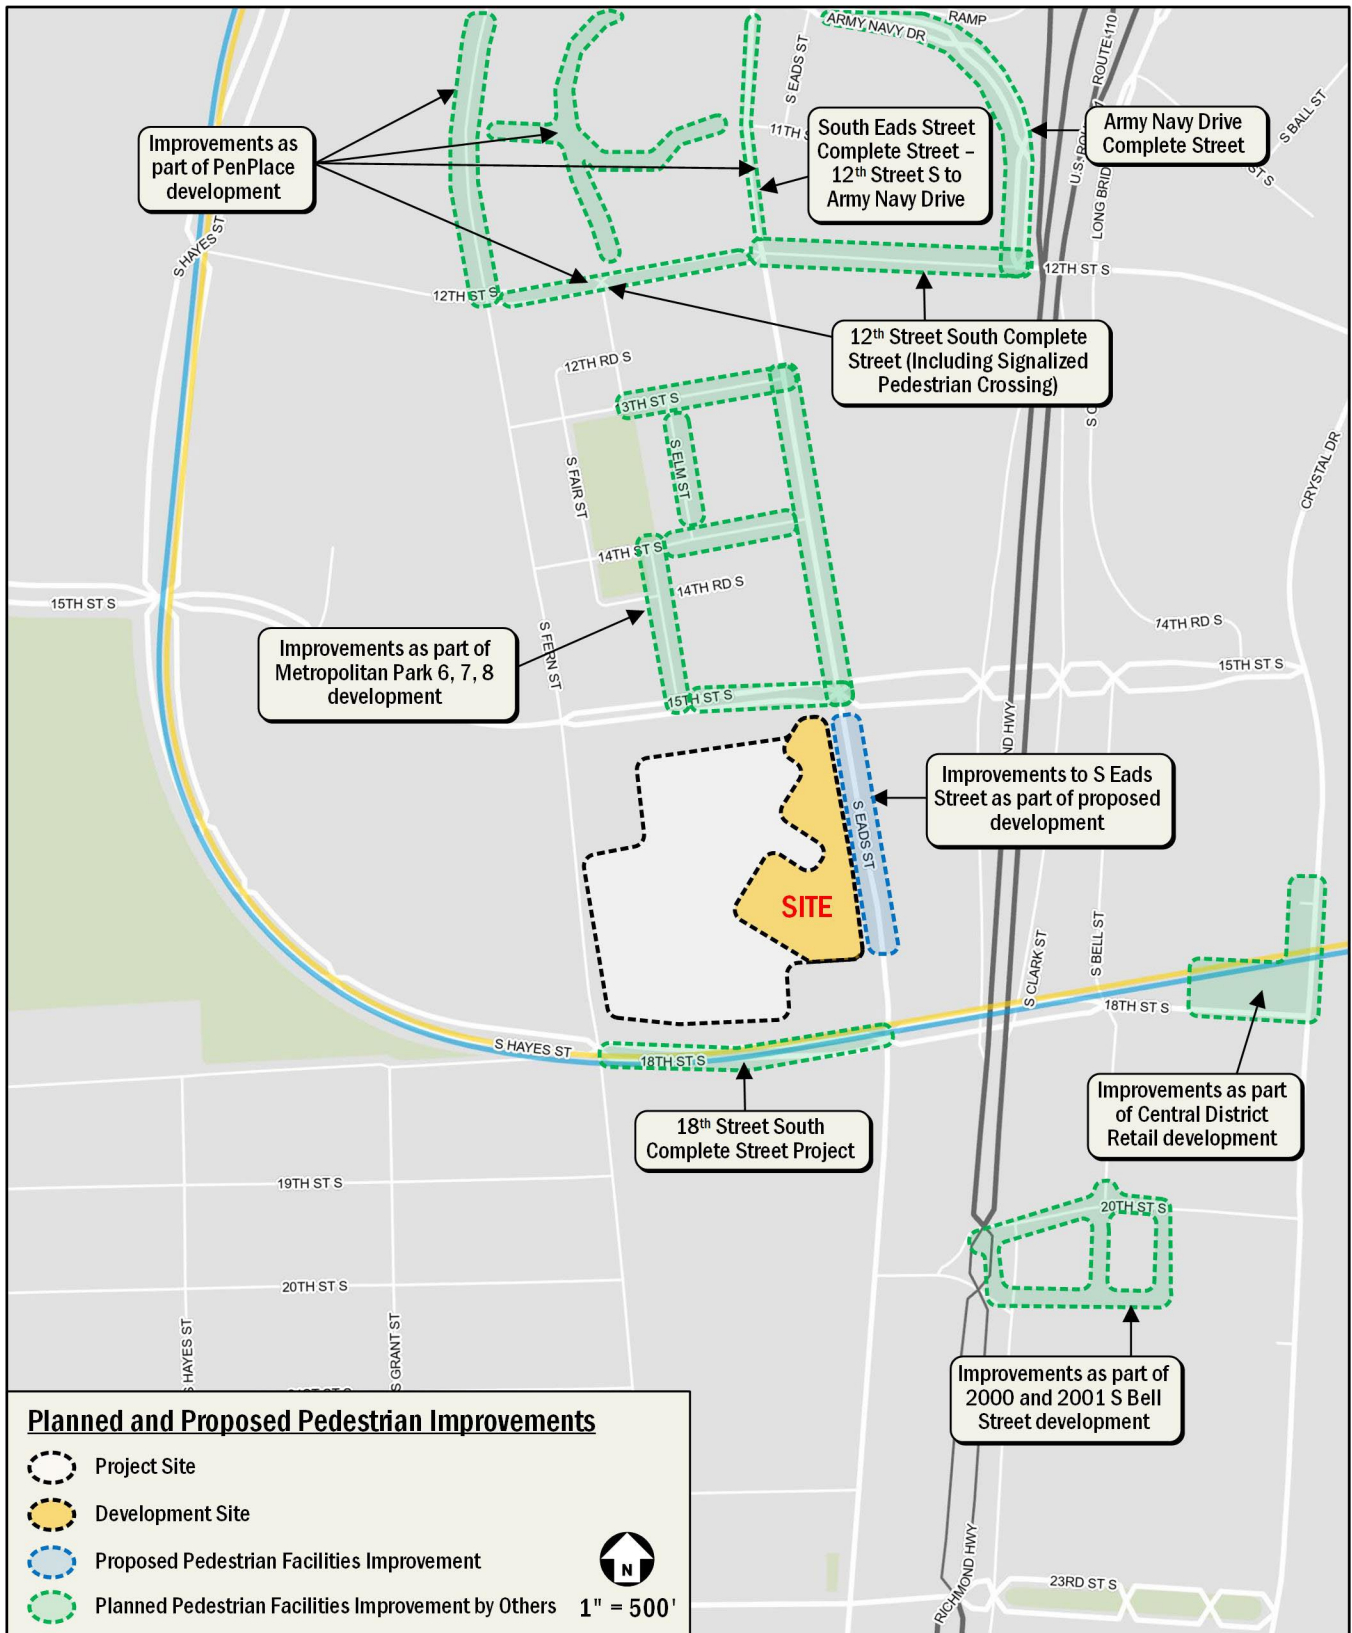 RAMP
ARMY NAVY DR
S EADS ST
ROUTE 110
S BALL ST
Improvements as
part of PenPlace
development
11TH S
South Eads Street
Complete Street –
12th Street S to
Army Navy Drive
Army Navy Drive
Complete Street
LONG BRID
ST S
S HAYES ST
12TH ST S
12TH ST S
12th Street South Complete
Street (Including Signalized
Pedestrian Crossing)
12TH RD S
3TH ST S
S ELM ST
S FAIR ST
CRYSTAL DR
14TH ST S
14TH RD S
15TH ST S
14TH RD S
S FERN ST
Improvements as part of
Metropolitan Park 6, 7, 8
development
15TH ST S
15TH ST S
ND HWY
Improvements to S Eads
Street as part of proposed
development
S EADS ST
SITE
S CLARK ST
S BELL ST
18TH ST S
S HAYES ST
18TH ST S
Improvements as part
of Central District
Retail development
18th Street South
Complete Street Project
19TH ST S
20TH ST S
20TH ST S
S HAYES ST
S GRANT ST
Improvements as part of
2000 and 2001 S Bell
Street development
RICHMOND HWY
23RD ST S
Planned and Proposed Pedestrian Improvements
Project Site
Development Site
Proposed Pedestrian Facilities Improvement
Planned Pedestrian Facilities Improvement by Others
N
1" = 500'